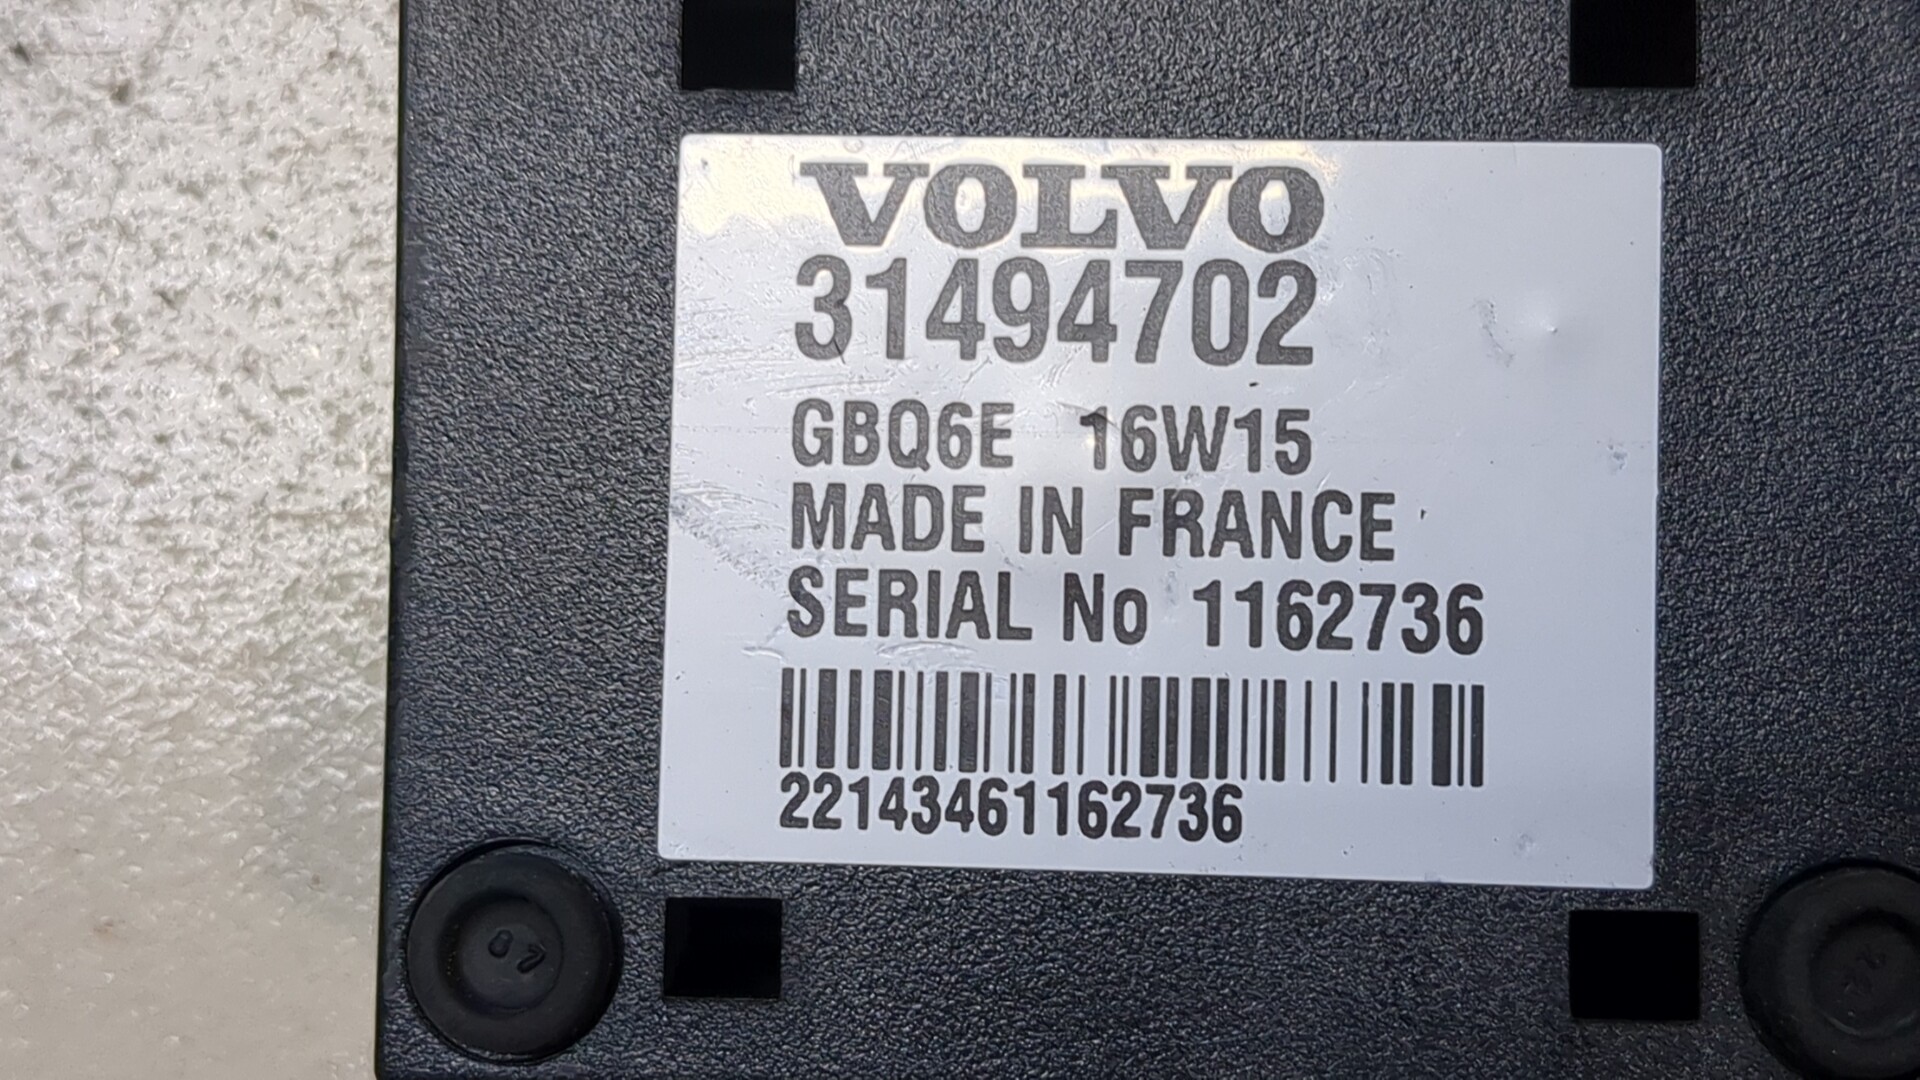 VOLVO
31494702
GBQ6E 16W15
MADE IN FRANCE
SERIAL No 1162736
22143461162736